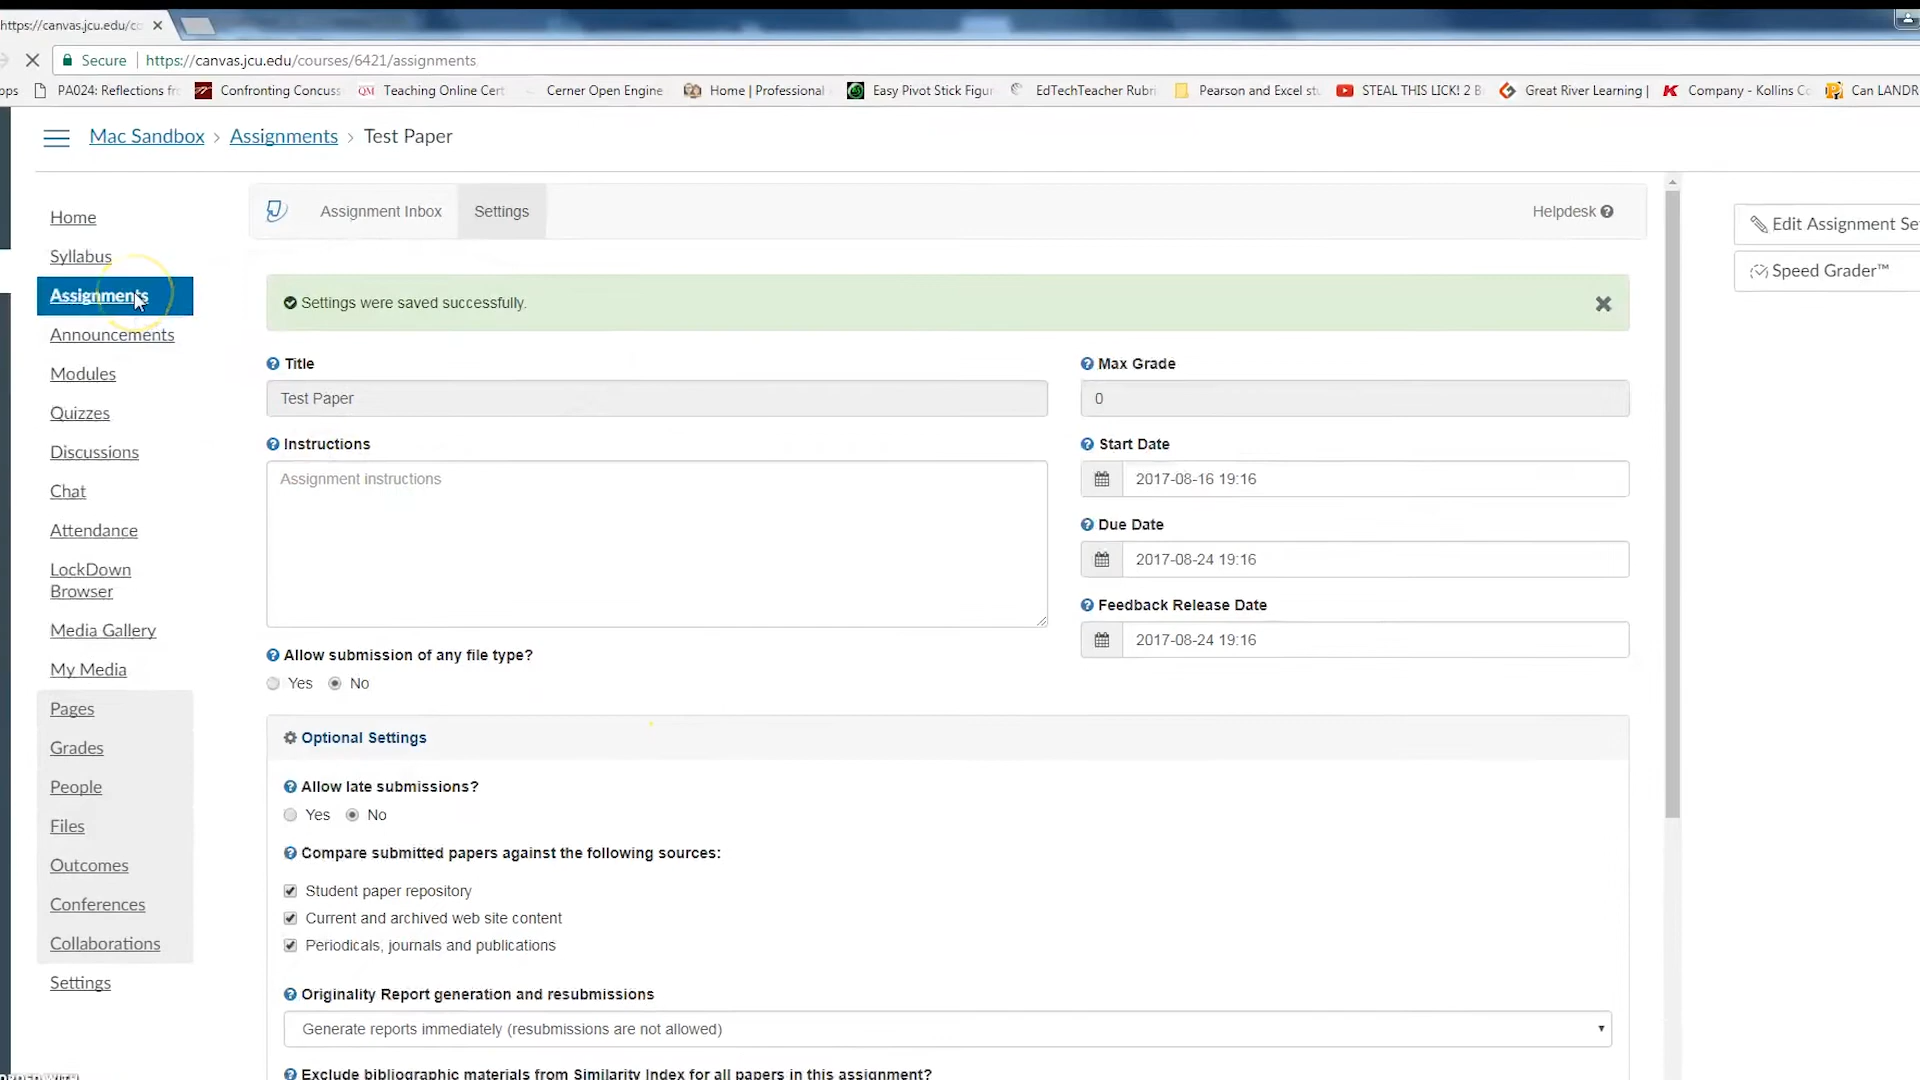 https://canvas.jcu.edu/co
Secure https://canvas.jcu.edu/courses/6421/assignments
PA024: Reflections fr Confronting Concuss Teaching Online Cert Cerner Open Engine Home | Professional Easy Pivot Stick Figu EdTechTeacher Rubri Pearson and Excel st STEAL THIS LICK! 2 Great River Learning | Company - Kollins Co Can LANDR
Mac Sandbox > Assignments > Test Paper
Home
Syllabus
Assignments
Announcements
Modules
Quizzes
Discussions
Chat
Attendance
LockDown
Browser
Media Gallery
My Media
Pages
Grades
People
Files
Outcomes
Conferences
Collaborations
Settings
Assignment Inbox Settings Helpdesk
Settings were saved successfully.
Title
Test Paper
Instructions
Assignment instructions
Allow submission of any file type?
Yes No
Max Grade
0
Start Date
2017-08-16 19:16
Due Date
2017-08-24 19:16
Feedback Release Date
2017-08-24 19:16
Optional Settings
Allow late submissions?
Yes No
Compare submitted papers against the following sources:
Student paper repository
Current and archived web site content
Periodicals, journals and publications
Originality Report generation and resubmissions
Generate reports immediately (resubmissions are not allowed)
Exclude bibliographic materials from Similarity Index for all papers in this assignment?
Edit Assignment Se
Speed Grader™